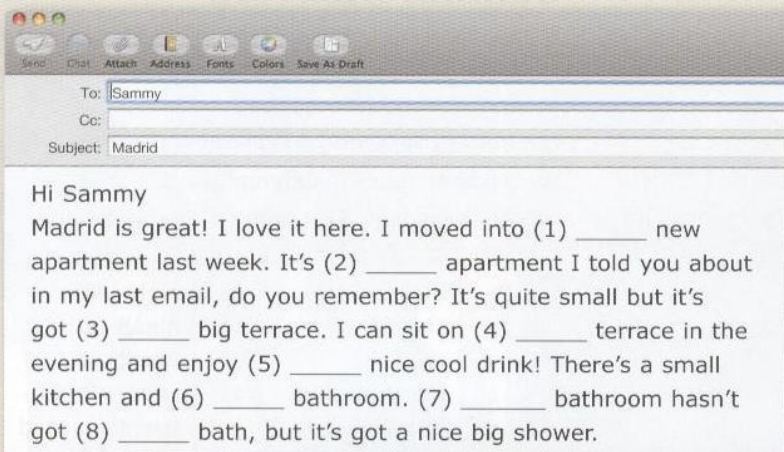 Send Chat Attach Address Fonts Colors Save As Draft
To: Sammy
Cc:
Subject: Madrid
Hi Sammy
Madrid is great! I love it here. I moved into (1) ______ new
apartment last week. It's (2) ______ apartment I told you about
in my last email, do you remember? It's quite small but it's
got (3) ______ big terrace. I can sit on (4) ______ terrace in the
evening and enjoy (5) ______ nice cool drink! There's a small
kitchen and (6) ______ bathroom. (7) ______ bathroom hasn't
got (8) ______ bath, but it's got a nice big shower.